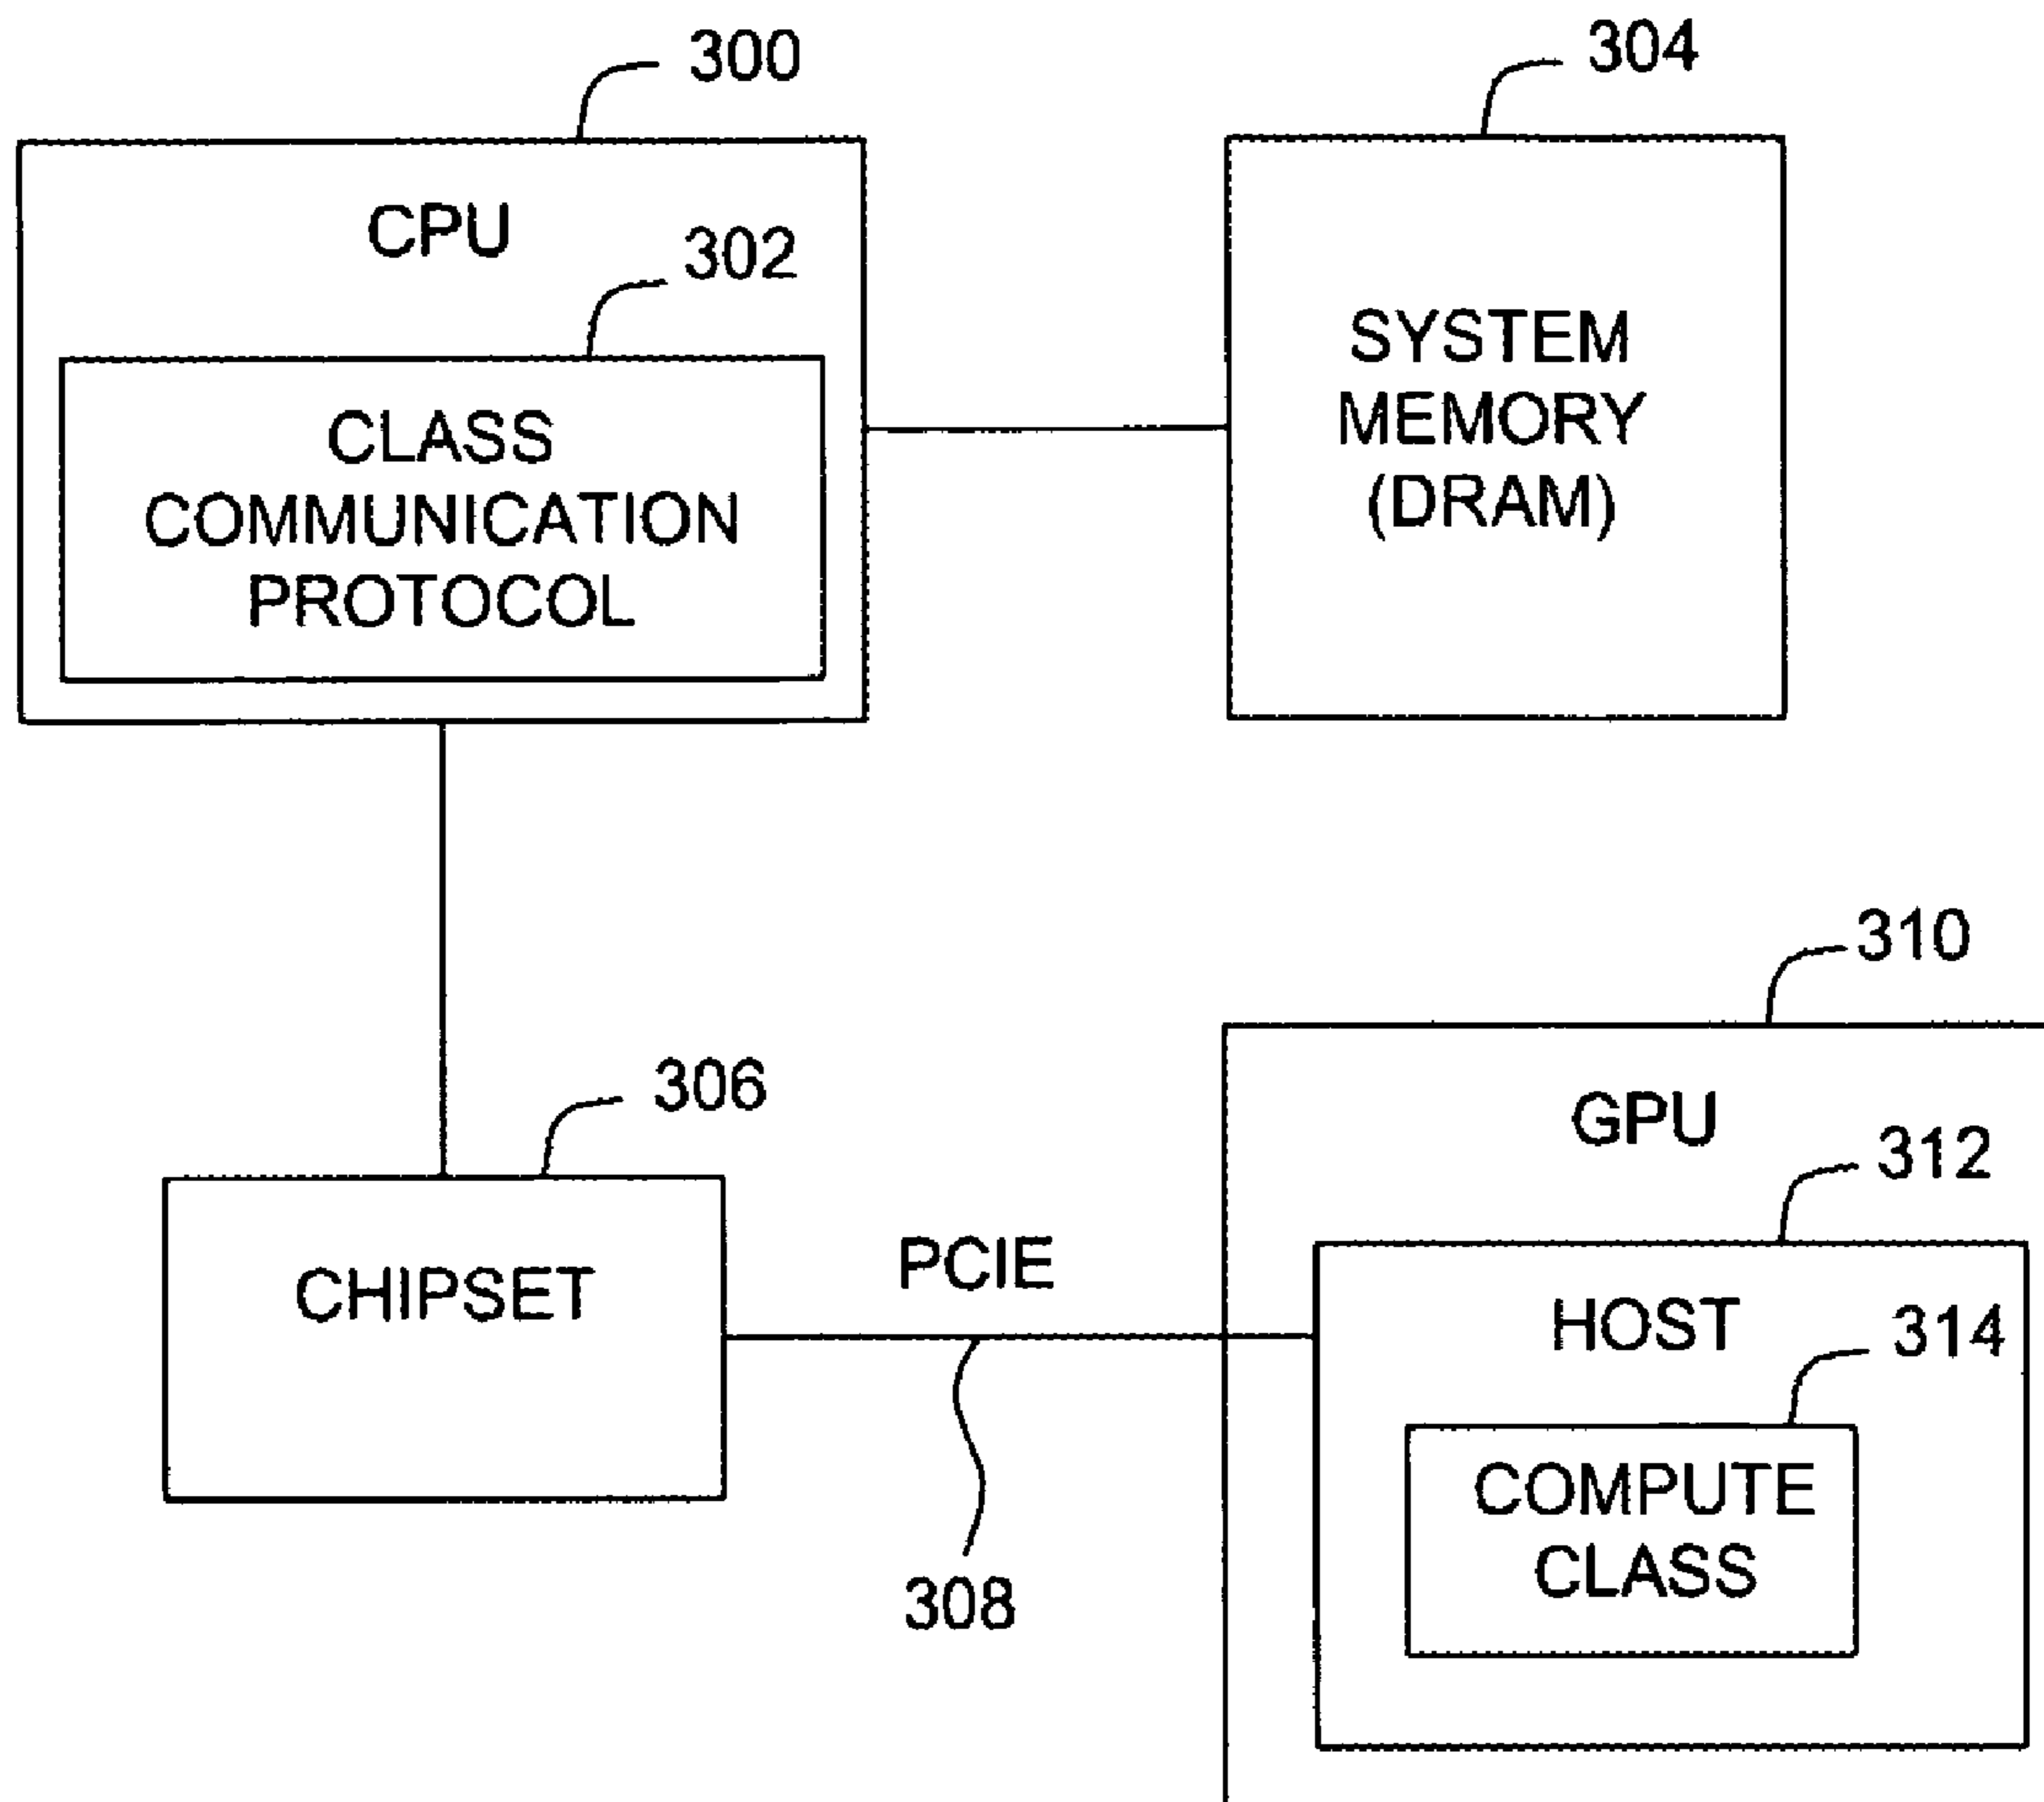 300
304
CPU
302
CLASS
COMMUNICATION
PROTOCOL
SYSTEM
MEMORY
(DRAM)
310
306
GPU
312
CHIPSET
PCIE
HOST
314
COMPUTE
CLASS
308